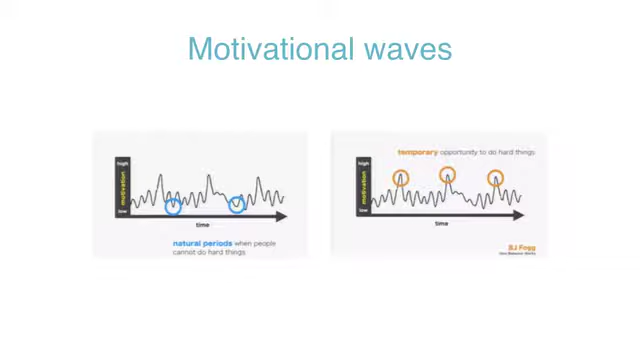 Motivational waves
high
motivation
low
time
natural periods when people
cannot do hard things
temporary opportunity to do hard things
high
motivation
low
time
BJ Fogg